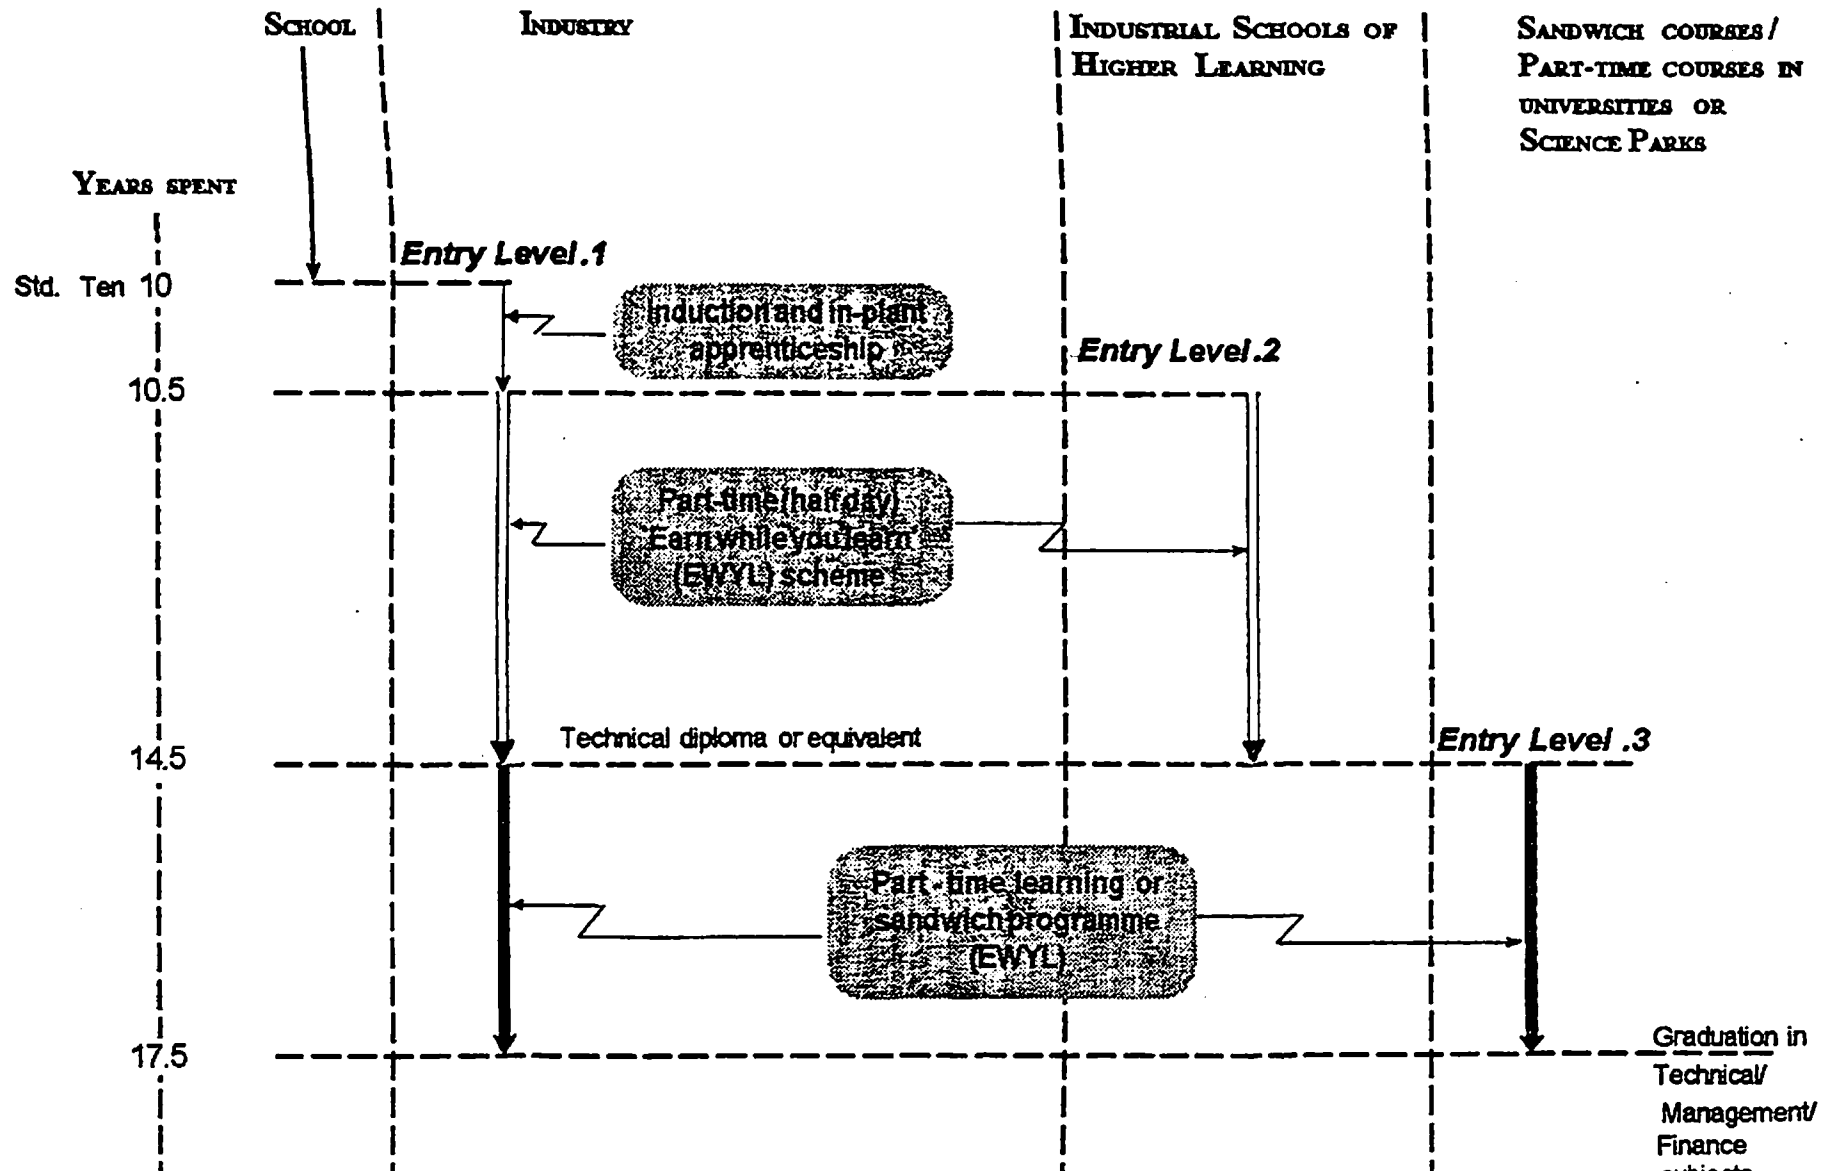 SCHOOL
INDUSTRY
INDUSTRIAL SCHOOLS OF
HIGHER LEARNING
SANDWICH COURSES/
PART-TIME COURSES IN
UNIVERSITIES OR
SCIENCE PARKS
YEARS SPENT
Entry Level.1
Std. Ten 10
Induction and in-plant
apprenticeship
Entry Level.2
10.5
Part-time (half day)
'Earn while you learn'
(EWYL) scheme
Technical diploma or equivalent
Entry Level .3
14.5
Part - time learning or
sandwich programme
(EWYL)
17.5
Graduation in
Technical/
Management/
Finance